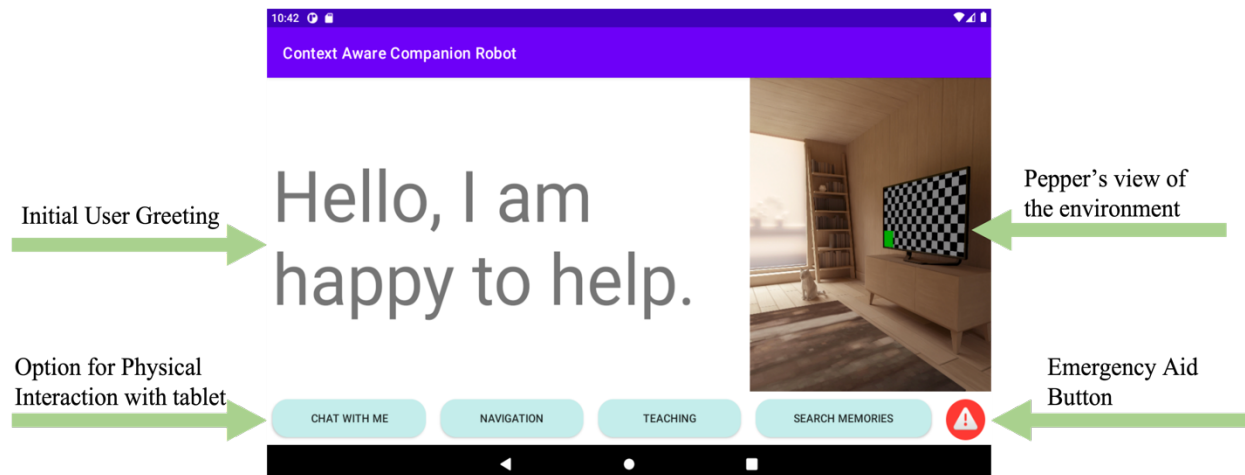 10:42
Context Aware Companion Robot
Hello, I am
happy to help.
Initial User Greeting
Pepper’s view of
the environment
Option for Physical
Interaction with tablet
Emergency Aid
Button
CHAT WITH ME
NAVIGATION
TEACHING
SEARCH MEMORIES